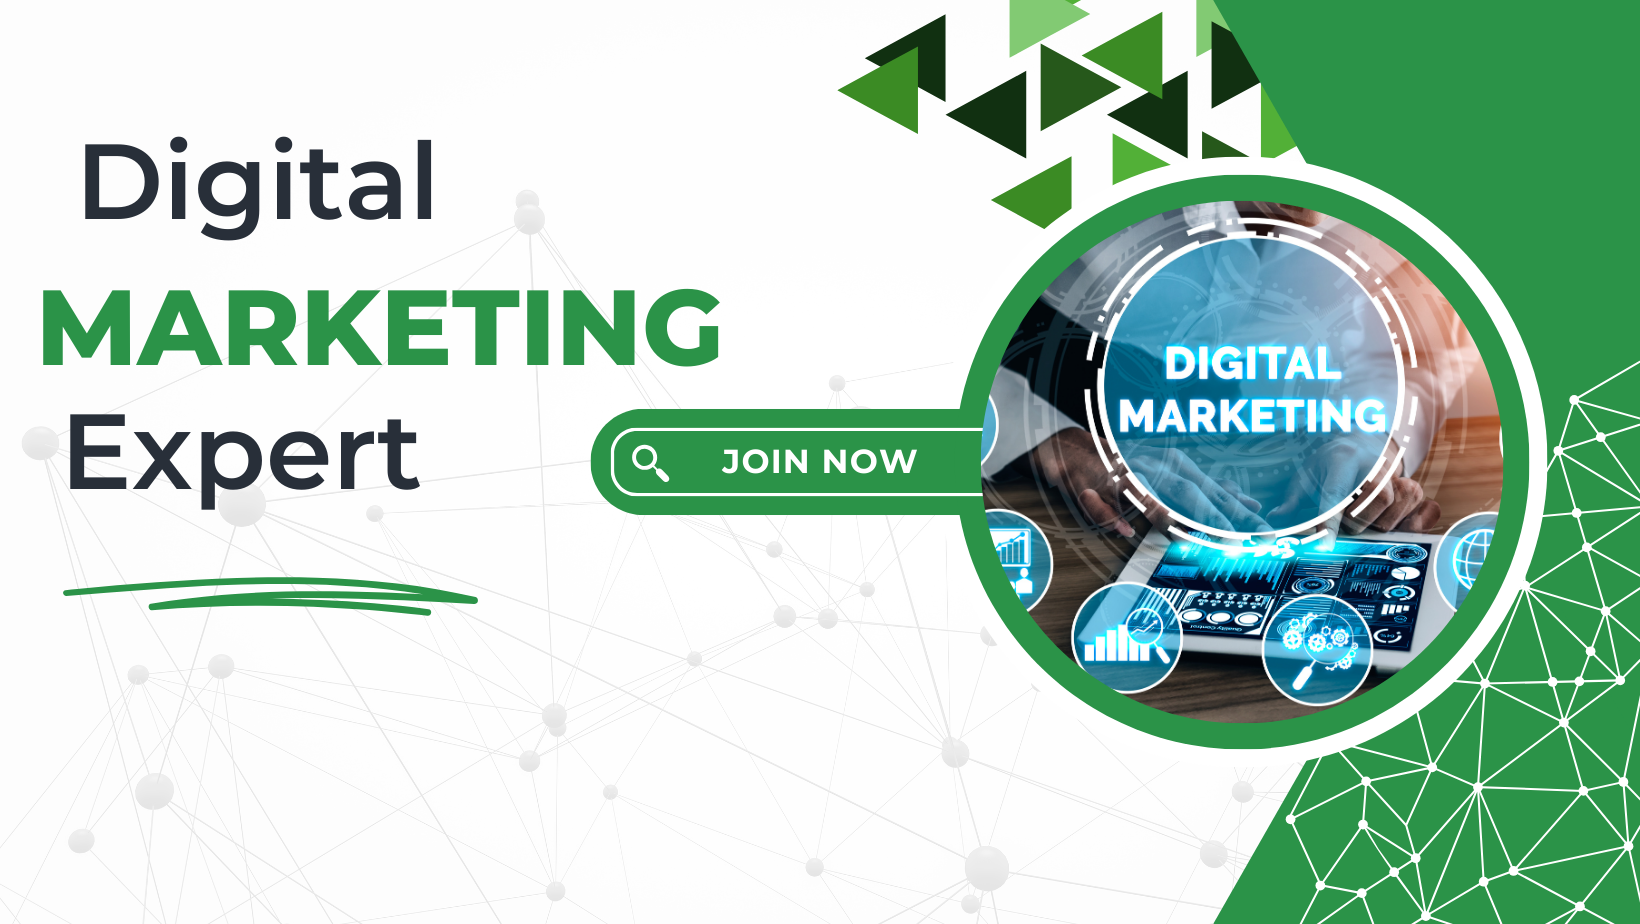 Digital
MARKETING
Expert
JOIN NOW
DIGITAL
MARKETING